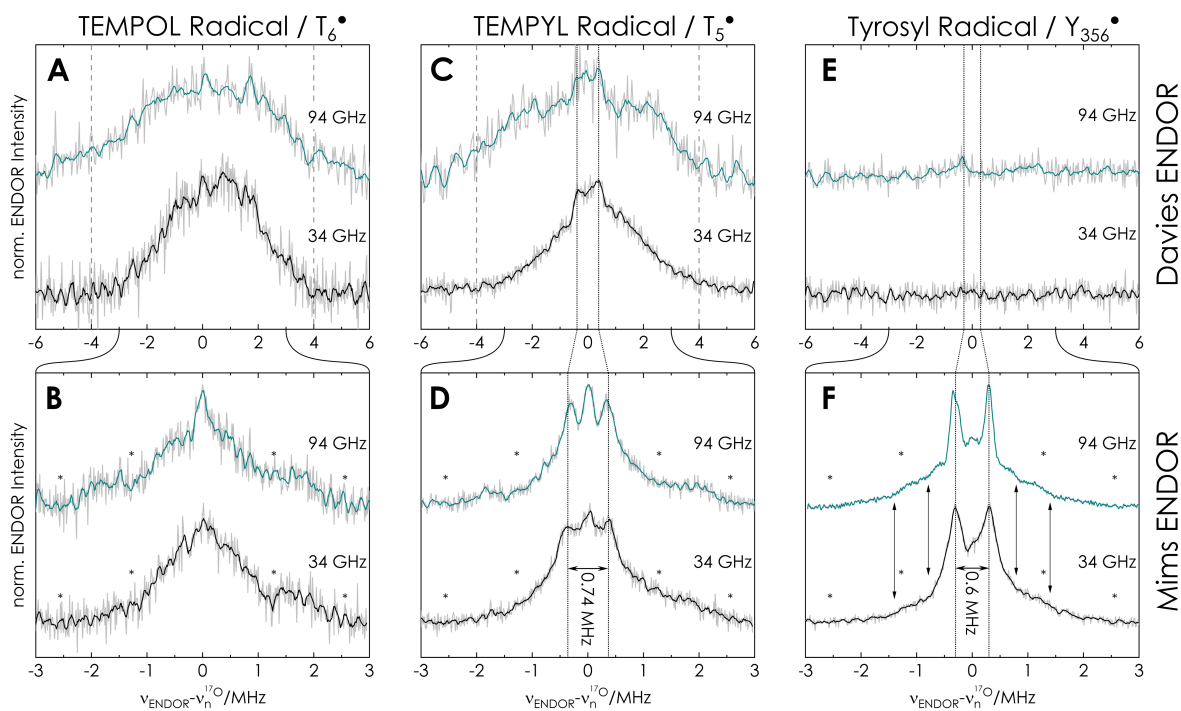 TEMPOL Radical / T6•
TEMPYL Radical / T5•
Tyrosyl Radical / Y356•
A
94 GHz
34 GHz
norm. ENDOR Intensity
-6 -4 -2 0 2 4 6
C
94 GHz
34 GHz
-6 -4 -2 0 2 4 6
E
94 GHz
34 GHz
-6 -4 -2 0 2 4 6
Davies ENDOR
B
94 GHz
* * * *
34 GHz
* * * *
norm. ENDOR Intensity
-3 -2 -1 0 1 2 3
νENDOR-νn17O/MHz
D
94 GHz
* * * *
34 GHz
* * * *
0.74 MHz
-3 -2 -1 0 1 2 3
νENDOR-νn17O/MHz
F
94 GHz
* * * *
34 GHz
* * * *
0.6 MHz
-3 -2 -1 0 1 2 3
νENDOR-νn17O/MHz
Mims ENDOR